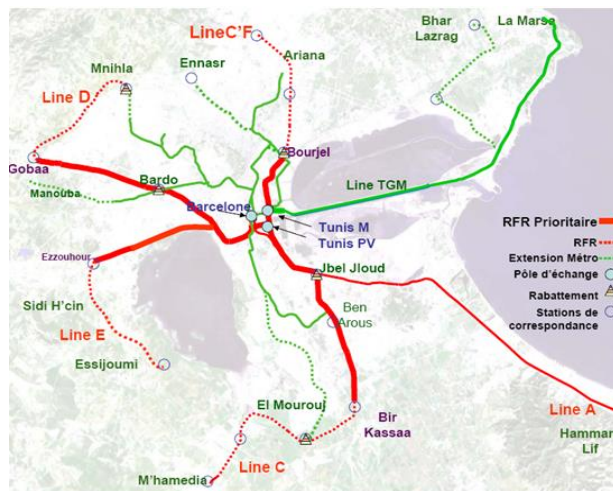 Bhar
Lazrag
La Marsa
LineC'F
Ariana
Ennasr
Mnihla
Line D
Gobaa
Bourjel
Bardo
Manouba
Line TGM
Barcelone
Tunis M
Tunis PV
Ezzouhour
Jbel Jloud
Sidi H'cin
Ben
Arous
Line E
Essijoumi
El Mourouj
Bir
Kassaa
Line A
Hammam
Lif
Line C
M'hamedia
RFR Prioritaire
RFR
Extension Métro
Pôle d'échange
Rabattement
Stations de
correspondance